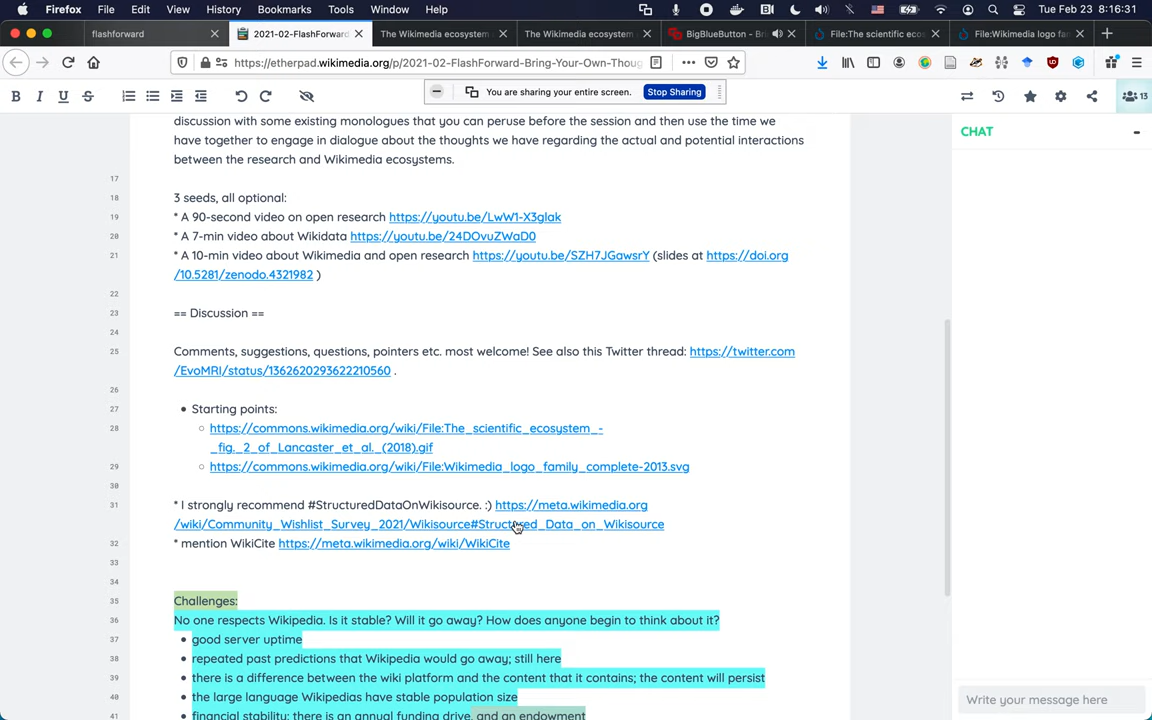 Firefox File Edit View History Bookmarks Tools Window Help Tue Feb 23 8:16:31
flashforward 2021-02-FlashForward The Wikimedia ecosystem The Wikimedia ecosystem BigBlueButton - Bri File:The scientific ecos File:Wikimedia logo fam
https://etherpad.wikimedia.org/p/2021-02-FlashForward-Bring-Your-Own-Thoug
You are sharing your entire screen. Stop Sharing
13
CHAT
discussion with some existing monologues that you can peruse before the session and then use the time we
have together to engage in dialogue about the thoughts we have regarding the actual and potential interactions
between the research and Wikimedia ecosystems.
17
18 3 seeds, all optional:
19 * A 90-second video on open research https://youtu.be/LwW1-X3glak
20 * A 7-min video about Wikidata https://youtu.be/24DOvuZWaD0
21 * A 10-min video about Wikimedia and open research https://youtu.be/SZH7JGawsrY (slides at https://doi.org
/10.5281/zenodo.4321982 )
22
23 == Discussion ==
24
25 Comments, suggestions, questions, pointers etc. most welcome! See also this Twitter thread: https://twitter.com
/EvoMRI/status/1362620293622210560 .
26
27 • Starting points:
28 ○ https://commons.wikimedia.org/wiki/File:The_scientific_ecosystem_-
_fig._2_of_Lancaster_et_al._(2018).gif
29 ○ https://commons.wikimedia.org/wiki/File:Wikimedia_logo_family_complete-2013.svg
30
31 * I strongly recommend #StructuredDataOnWikisource. :) https://meta.wikimedia.org
/wiki/Community_Wishlist_Survey_2021/Wikisource#Structured_Data_on_Wikisource
32 * mention WikiCite https://meta.wikimedia.org/wiki/WikiCite
33
34
35 Challenges:
36 No one respects Wikipedia. Is it stable? Will it go away? How does anyone begin to think about it?
37 • good server uptime
38 • repeated past predictions that Wikipedia would go away; still here
39 • there is a difference between the wiki platform and the content that it contains; the content will persist
40 • the large language Wikipedias have stable population size
41 • financial stability; there is an annual funding drive, and an endowment
Write your message here